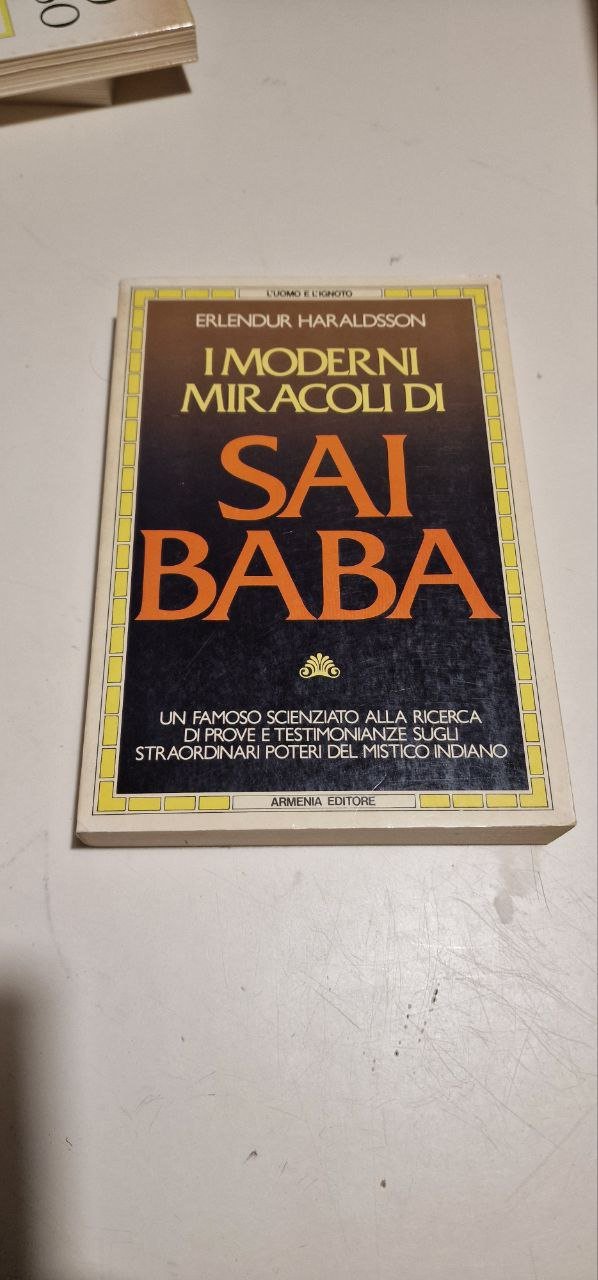 L'UOMO E L'IGNOTO
ERLENDUR HARALDSSON
I MODERNI
MIRACOLI DI
SAI
BABA
UN FAMOSO SCIENZIATO ALLA RICERCA
DI PROVE E TESTIMONIANZE SUGLI
STRAORDINARI POTERI DEL MISTICO INDIANO
ARMENIA EDITORE